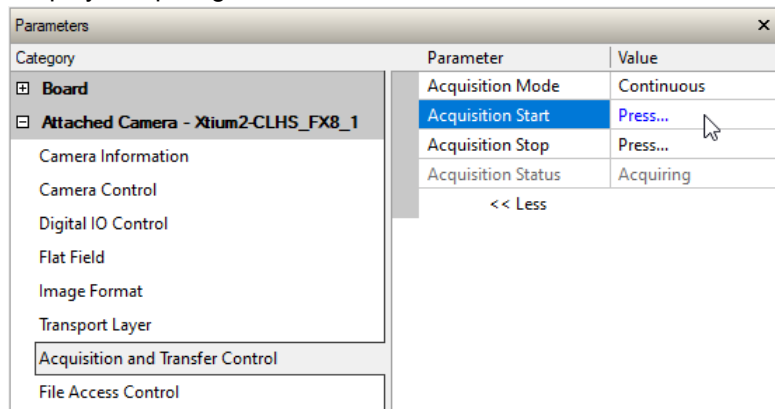 Parameters ×
Category Parameter Value
Board Acquisition Mode Continuous
Attached Camera - Xtium2-CLHS_FX8_1 Acquisition Start Press...
Camera Information Acquisition Stop Press...
Camera Control Acquisition Status Acquiring
Digital IO Control << Less
Flat Field
Image Format
Transport Layer
Acquisition and Transfer Control
File Access Control